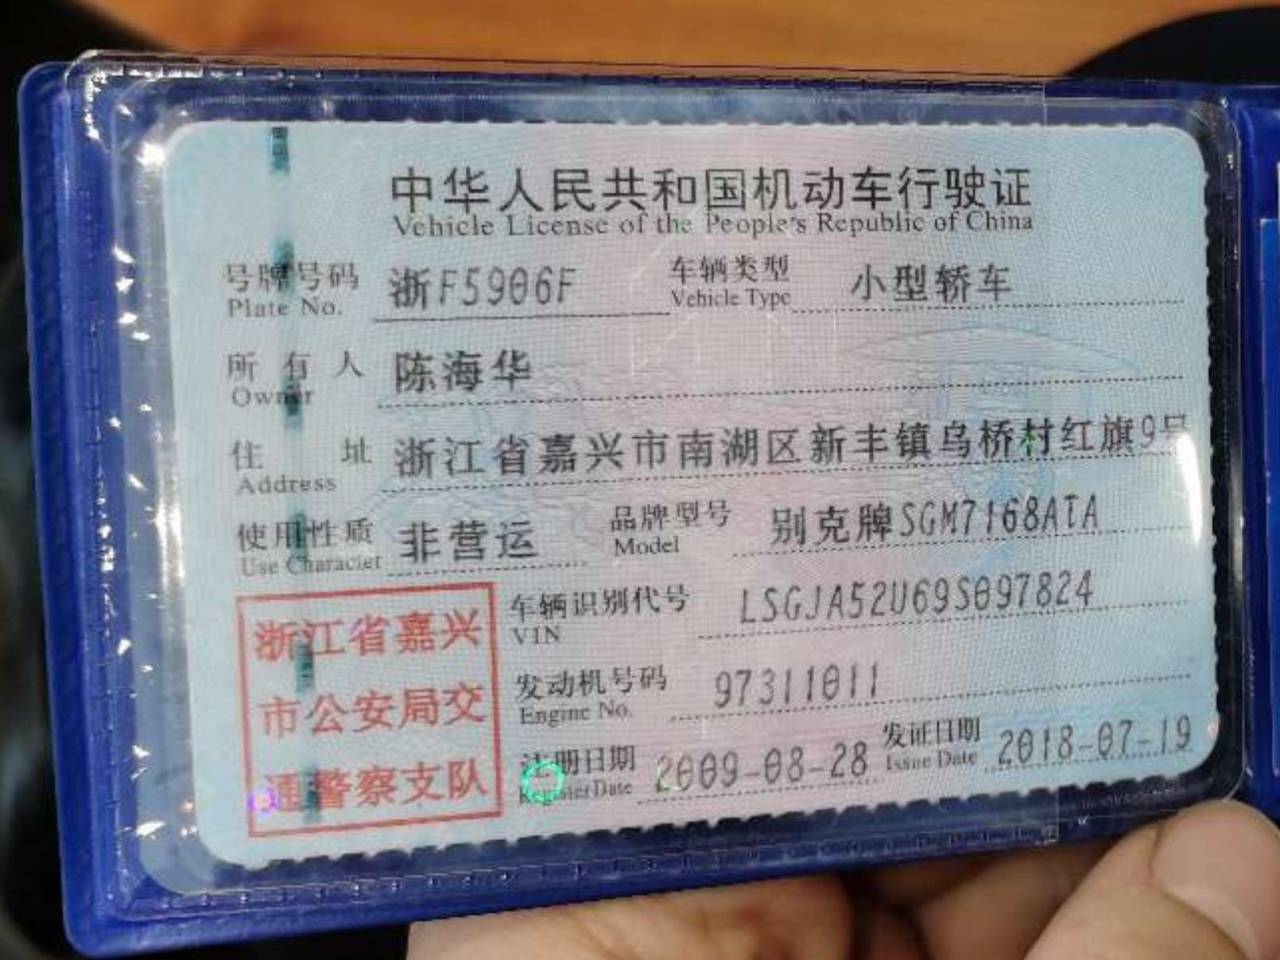 中华人民共和国机动车行驶证
Vehicle License of the People's Republic of China
号牌号码 浙F5906F 车辆类型 小型轿车
Plate No. Vehicle Type
所有人 陈海华
Owner
住址 浙江省嘉兴市南湖区新丰镇乌桥村红旗9号
Address
使用性质 非营运 品牌型号 别克牌SGM7168ATA
Use Character Model
浙江省嘉兴
市公安局交
通警察支队
车辆识别代号 LSGJA52U69S097824
VIN
发动机号码 97311011
Engine No.
注册日期 2009-08-28 发证日期 2018-07-19
Register Date Issue Date